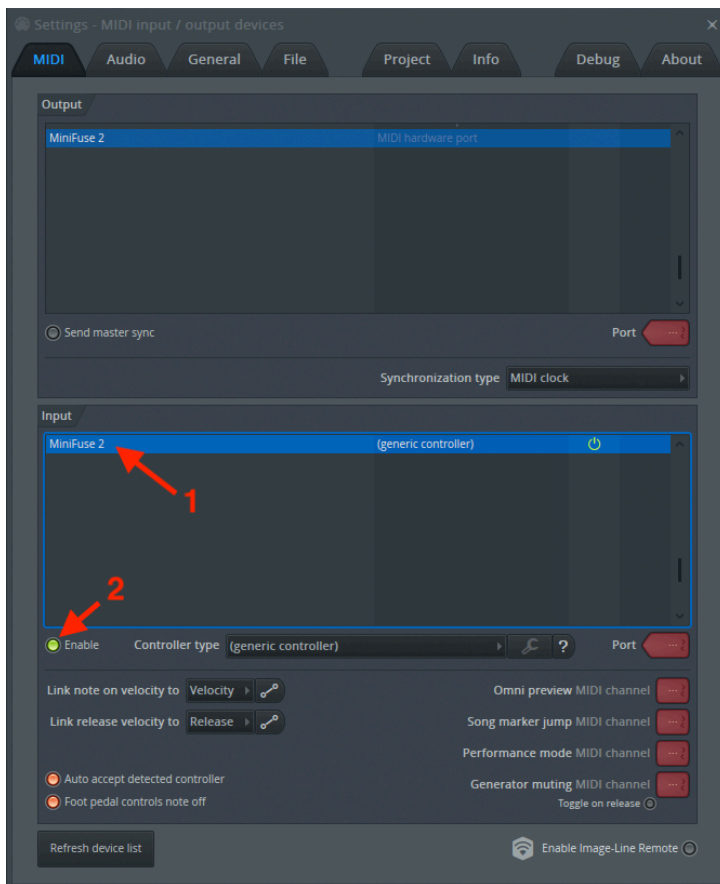 Settings - MIDI input / output devices
MIDI Audio General File Project Info Debug About
Output
MiniFuse 2 MIDI hardware port
Send master sync Port ---
Synchronization type MIDI clock
Input
MiniFuse 2 (generic controller)
1
2
Enable Controller type (generic controller) ? Port ---
Link note on velocity to Velocity Omni preview MIDI channel ---
Link release velocity to Release Song marker jump MIDI channel ---
Performance mode MIDI channel ---
Auto accept detected controller Generator muting MIDI channel ---
Foot pedal controls note off Toggle on release
Refresh device list Enable Image-Line Remote